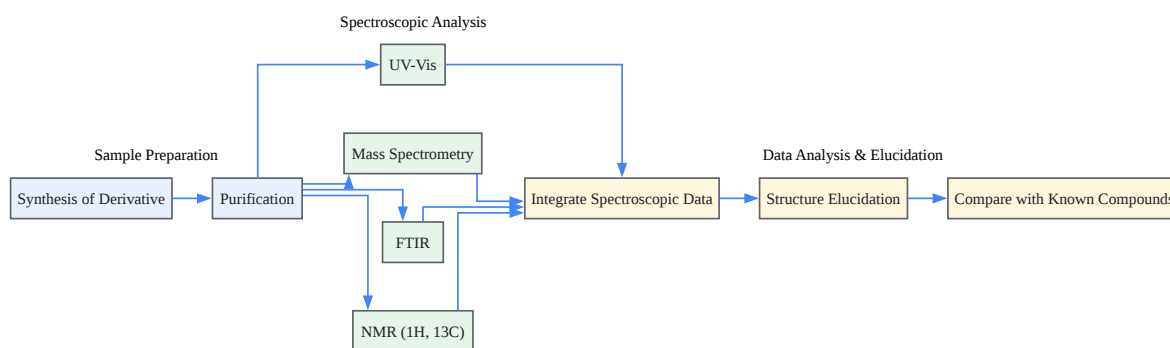 Spectroscopic Analysis
UV-Vis
Mass Spectrometry
Sample Preparation
Data Analysis & Elucidation
Synthesis of Derivative
Purification
Integrate Spectroscopic Data
Structure Elucidation
Compare with Known Compounds
FTIR
NMR (1H, 13C)